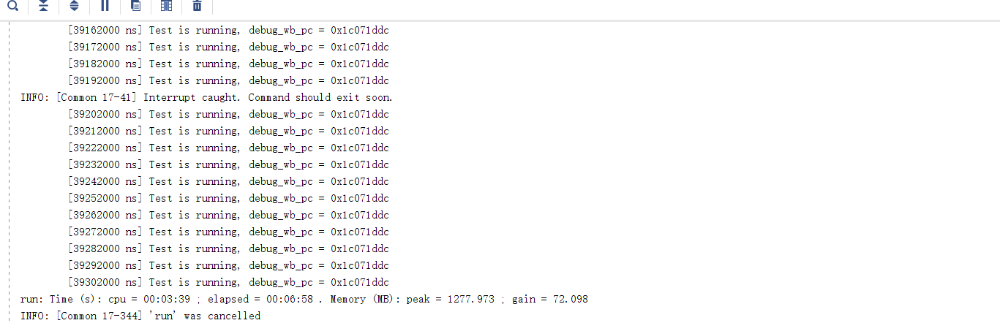 [39162000 ns] Test is running, debug_wb_pc = 0x1c071ddc
[39172000 ns] Test is running, debug_wb_pc = 0x1c071ddc
[39182000 ns] Test is running, debug_wb_pc = 0x1c071ddc
[39192000 ns] Test is running, debug_wb_pc = 0x1c071ddc
INFO: [Common 17-41] Interrupt caught. Command should exit soon.
[39202000 ns] Test is running, debug_wb_pc = 0x1c071ddc
[39212000 ns] Test is running, debug_wb_pc = 0x1c071ddc
[39222000 ns] Test is running, debug_wb_pc = 0x1c071ddc
[39232000 ns] Test is running, debug_wb_pc = 0x1c071ddc
[39242000 ns] Test is running, debug_wb_pc = 0x1c071ddc
[39252000 ns] Test is running, debug_wb_pc = 0x1c071ddc
[39262000 ns] Test is running, debug_wb_pc = 0x1c071ddc
[39272000 ns] Test is running, debug_wb_pc = 0x1c071ddc
[39282000 ns] Test is running, debug_wb_pc = 0x1c071ddc
[39292000 ns] Test is running, debug_wb_pc = 0x1c071ddc
[39302000 ns] Test is running, debug_wb_pc = 0x1c071ddc
run: Time (s): cpu = 00:03:39 ; elapsed = 00:06:58 . Memory (MB): peak = 1277.973 ; gain = 72.098
INFO: [Common 17-344] 'run' was cancelled